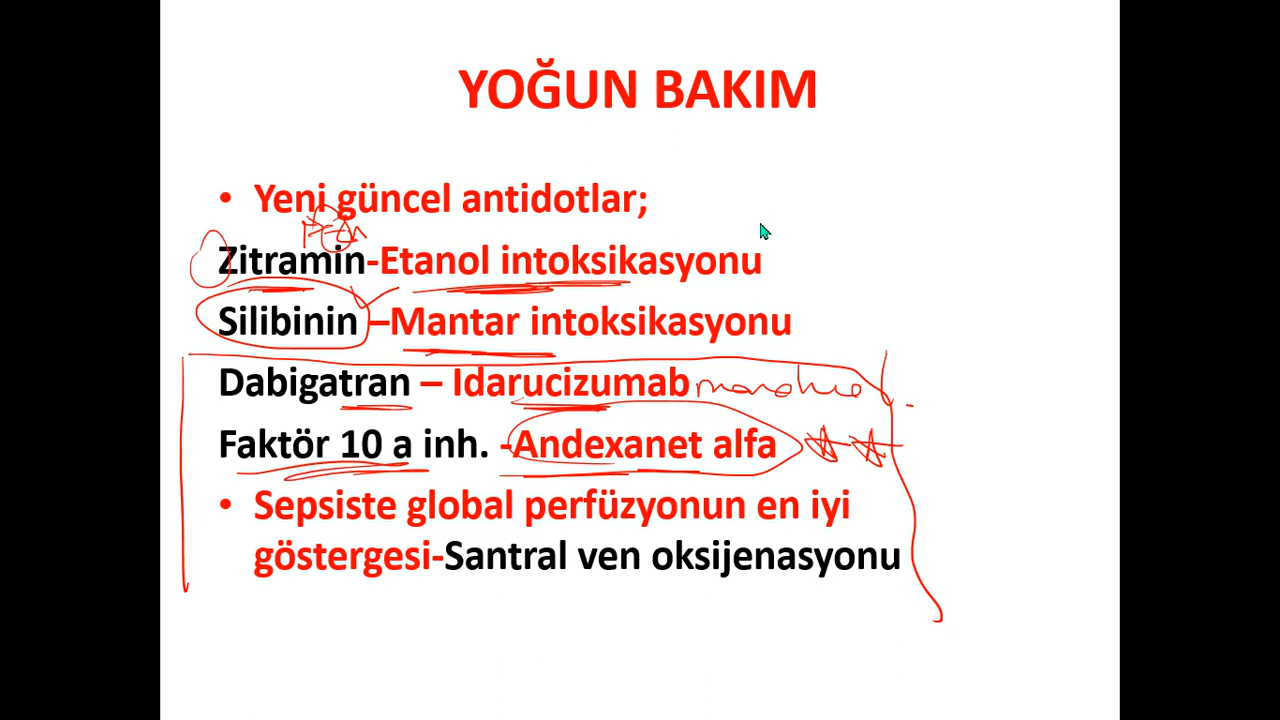 YOĞUN BAKIM
• Yeni güncel antidotlar;
Zitramin-Etanol intoksikasyonu
Silibinin –Mantar intoksikasyonu
Dabigatran – Idarucizumab
Faktör 10 a inh. -Andexanet alfa
• Sepsiste global perfüzyonun en iyi
göstergesi-Santral ven oksijenasyonu